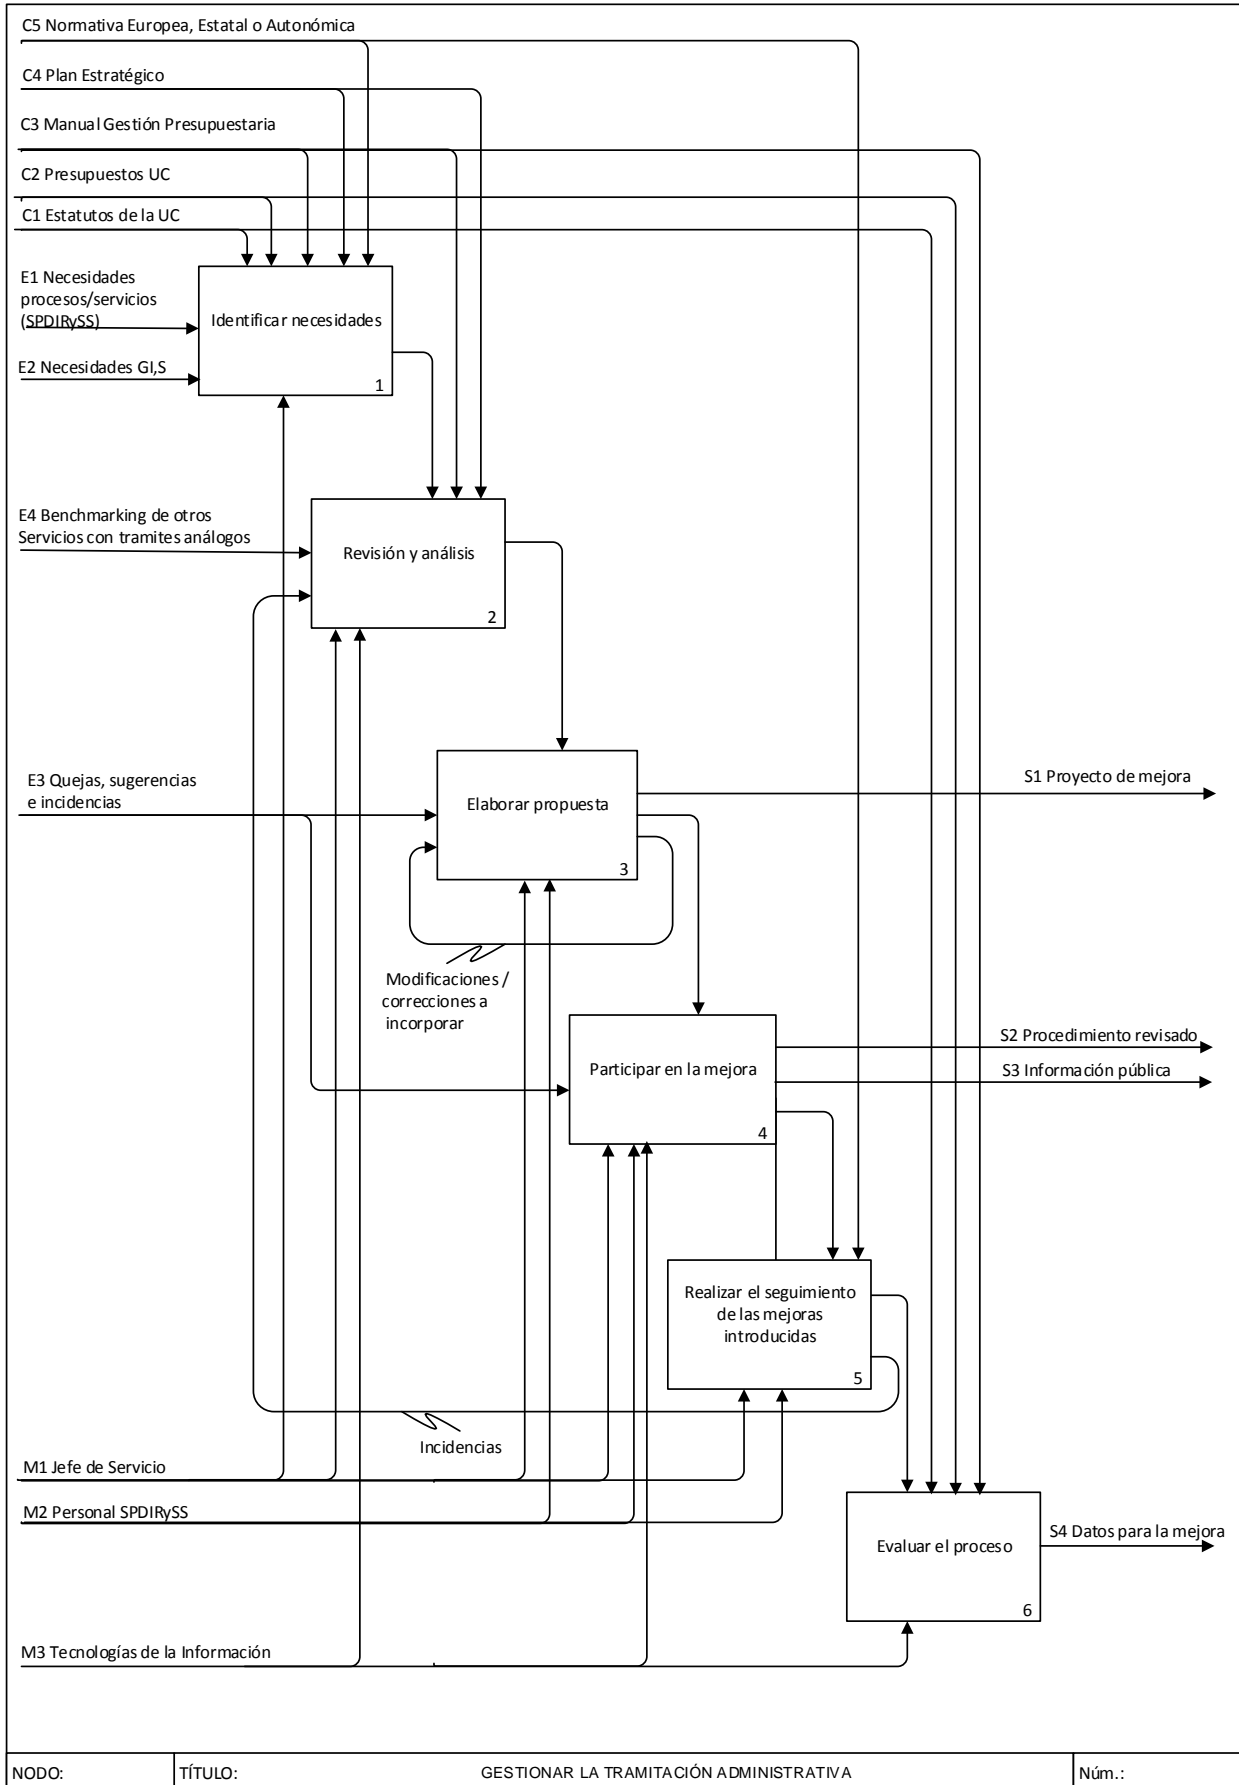 C5 Normativa Europea, Estatal o Autonómica
C4 Plan Estratégico
C3 Manual Gestión Presupuestaria
C2 Presupuestos UC
C1 Estatutos de la UC
E1 Necesidades
procesos/servicios
(SPDIRySS)
Identificar necesidades
E2 Necesidades GI,S
1
E4 Benchmarking de otros
Servicios con tramites análogos
Revisión y análisis
2
E3 Quejas, sugerencias
e incidencias
S1 Proyecto de mejora
Elaborar propuesta
3
Modificaciones /
correcciones a
incorporar
S2 Procedimiento revisado
Participar en la mejora
S3 Información pública
4
Realizar el seguimiento
de las mejoras
introducidas
5
Incidencias
M1 Jefe de Servicio
M2 Personal SPDIRySS
S4 Datos para la mejora
Evaluar el proceso
6
M3 Tecnologías de la Información
NODO:
TÍTULO:
GESTIONAR LA TRAMITACIÓN ADMINISTRATIVA
Núm.: